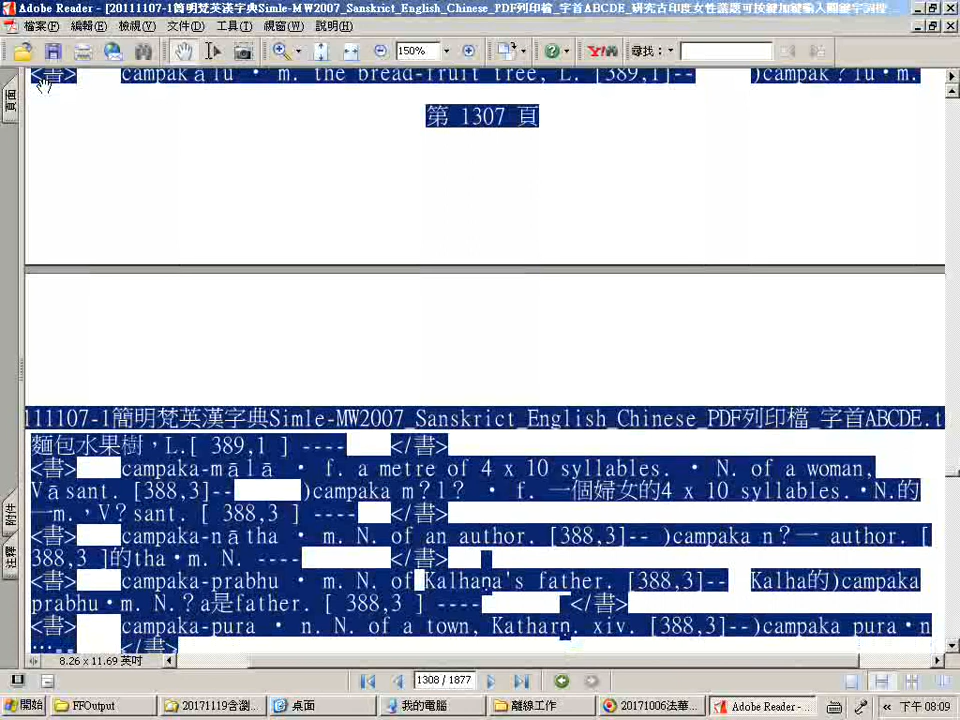 Adobe Reader - [20111107-1簡明梵英漢字典Simle-MW2007_Sanskrict_English_Chinese_PDF列印檔_字首ABCDE_研究古印度女性議題可按鍵加鍵輸入關鍵字詞搜
檔案(F) 編輯(E) 檢視(V) 文件(D) 工具(T) 視窗(W) 說明(H)
150% Y! 尋找:
頁面
<書> campakālu • m. the bread-fruit tree, L. [389,1]-- )campak?lu•m.
第 1307 頁
111107-1簡明梵英漢字典Simle-MW2007_Sanskrict_English_Chinese_PDF列印檔_字首ABCDE.t
麵包水果樹，L.[ 389,1 ] ---- </書>
<書> campaka-mālā • f. a metre of 4 x 10 syllables. • N. of a woman,
Vāsant. [388,3]-- )campaka m?l? • f. 一個婦女的4 x 10 syllables.•N.的
一m.，V?sant. [ 388,3 ] ---- </書>
<書> campaka-nātha • m. N. of an author. [388,3]-- )campaka n?一 author. [
388,3 ]的tha•m. N. ---- </書>
<書> campaka-prabhu • m. N. of Kalhaṇa's father. [388,3]-- Kalha的)campaka
prabhu•m. N.?a是father. [ 388,3 ] ---- </書>
<書> campaka-pura • n. N. of a town, Katharṇ. xiv. [388,3]--)campaka pura•n
..... </書>
附件
註釋
8.26 x 11.69 英吋
1308 / 1877
開始 FFOutput 20171119含瀏... 桌面 我的電腦 離線工作 20171006法華... Adobe Reader - ... 下午 08:09